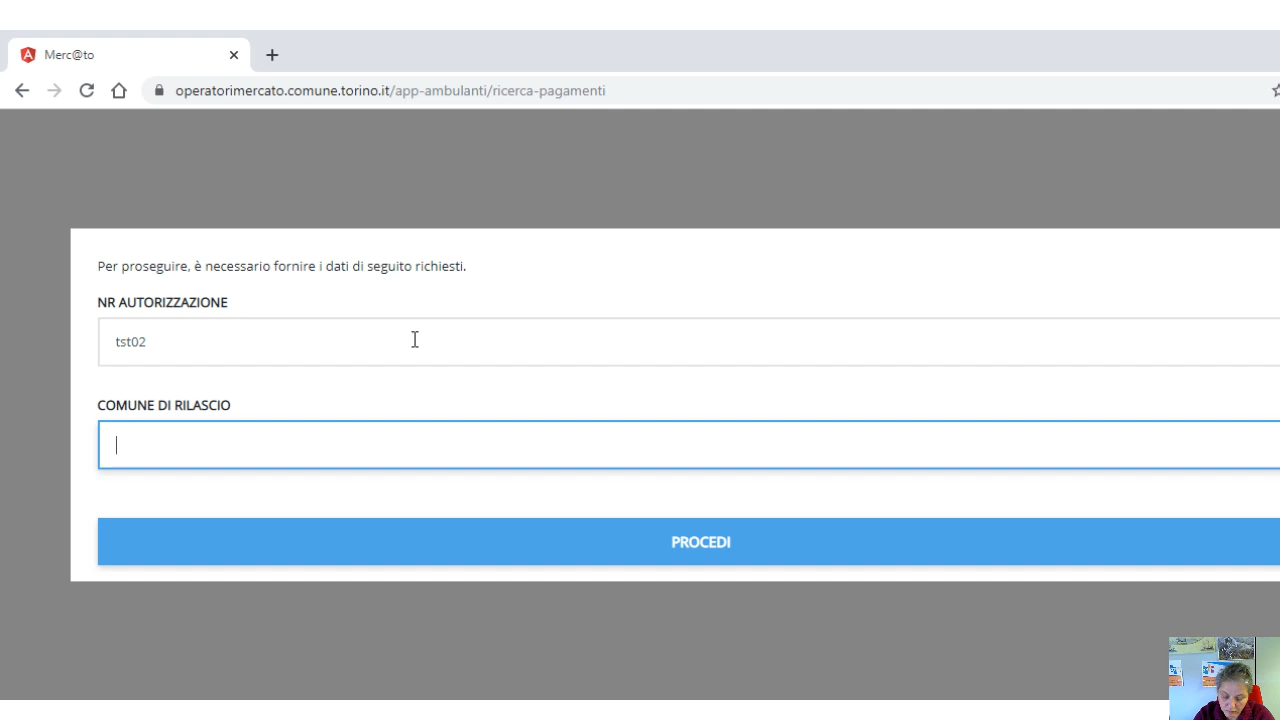 Merc@to
operatorimercato.comune.torino.it/app-ambulanti/ricerca-pagamenti
Per proseguire, è necessario fornire i dati di seguito richiesti.
NR AUTORIZZAZIONE
tst02
COMUNE DI RILASCIO
PROCEDI